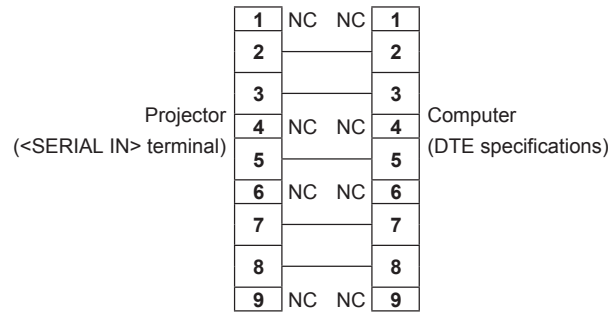 1 NC NC 1
2 2
3 3
Projector
(<SERIAL IN> terminal)
4 NC NC 4
Computer
(DTE specifications)
5 5
6 NC NC 6
7 7
8 8
9 NC NC 9